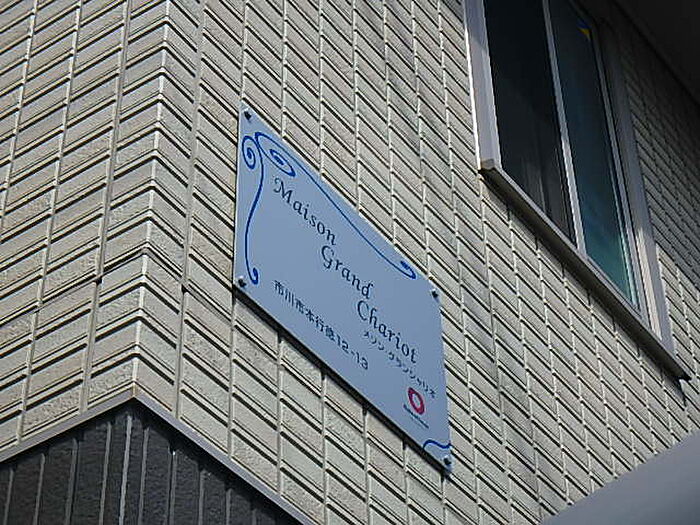 Maison
Grand
Chariot
メゾン グランシャリオ
市川市本行徳12-13